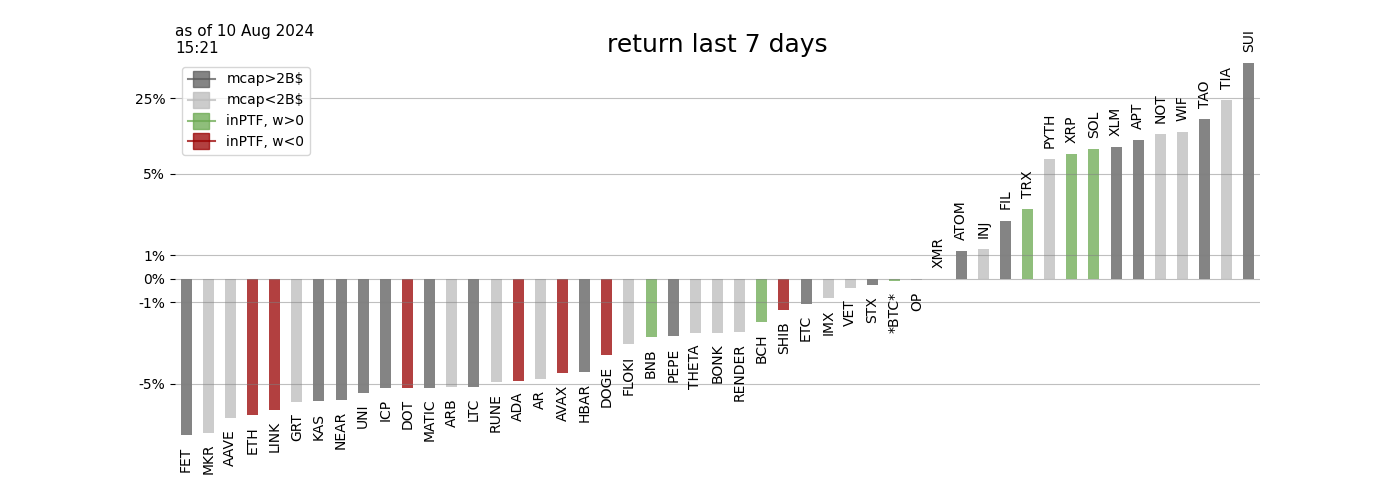 as of 10 Aug 2024
15:21
return last 7 days
mcap>2B$
mcap<2B$
inPTF, w>0
inPTF, w<0
25%
5%
1%
0%
-1%
-5%
FET
MKR
AAVE
ETH
LINK
GRT
KAS
NEAR
UNI
ICP
DOT
MATIC
ARB
LTC
RUNE
ADA
AR
AVAX
HBAR
DOGE
FLOKI
BNB
PEPE
THETA
BONK
RENDER
BCH
SHIB
ETC
IMX
VET
STX
*BTC*
OP
XMR
ATOM
INJ
FIL
TRX
PYTH
XRP
SOL
XLM
APT
NOT
WIF
TAO
TIA
SUI